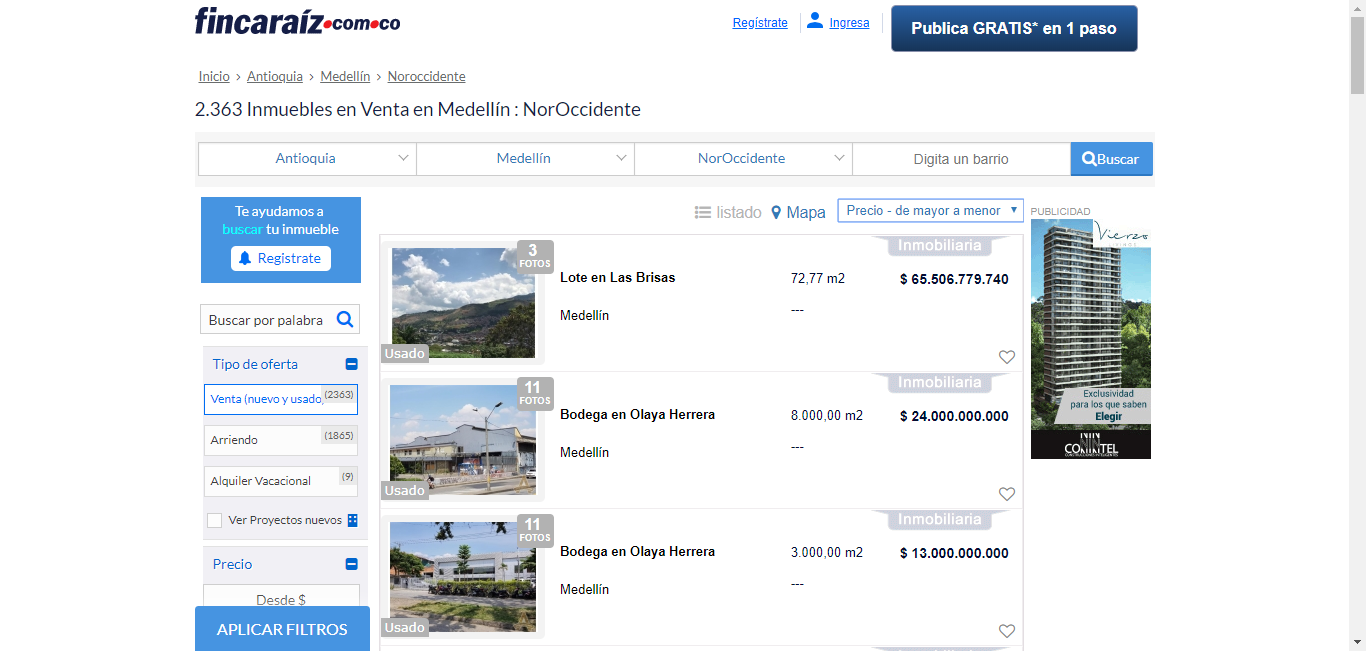 fincaraíz.com.co
Regístrate
Ingresa
Publica GRATIS* en 1 paso
Inicio › Antioquia › Medellín › Noroccidente
2.363 Inmuebles en Venta en Medellín : NorOccidente
Antioquia
Medellín
NorOccidente
Digita un barrio
Buscar
Te ayudamos a
buscar tu inmueble
Registrate
Buscar por palabra
Tipo de oferta
Venta (nuevo y usado) (2363)
Arriendo (1865)
Alquiler Vacacional (9)
Ver Proyectos nuevos
Precio
Desde $
APLICAR FILTROS
listado
Mapa
Precio - de mayor a menor
3
FOTOS
Usado
Lote en Las Brisas
Medellín
72,77 m2
---
Inmobiliaria
$ 65.506.779.740
11
FOTOS
Usado
Bodega en Olaya Herrera
Medellín
8.000,00 m2
---
Inmobiliaria
$ 24.000.000.000
11
FOTOS
Usado
Bodega en Olaya Herrera
Medellín
3.000,00 m2
---
Inmobiliaria
$ 13.000.000.000
Inmobiliaria
PUBLICIDAD
Vierzo
Exclusividad
para los que saben
Elegir
CONINTEL
CONSTRUCCIONES INTELIGENTES